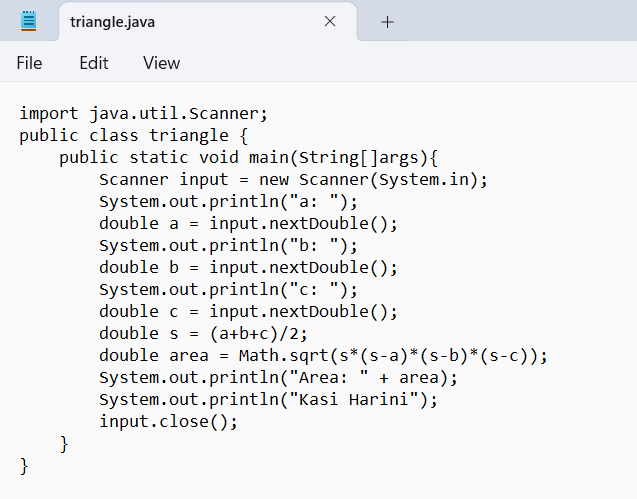 triangle.java
File Edit View
import java.util.Scanner;
public class triangle {
    public static void main(String[]args){
        Scanner input = new Scanner(System.in);
        System.out.println("a: ");
        double a = input.nextDouble();
        System.out.println("b: ");
        double b = input.nextDouble();
        System.out.println("c: ");
        double c = input.nextDouble();
        double s = (a+b+c)/2;
        double area = Math.sqrt(s*(s-a)*(s-b)*(s-c));
        System.out.println("Area: " + area);
        System.out.println("Kasi Harini");
        input.close();
    }
}